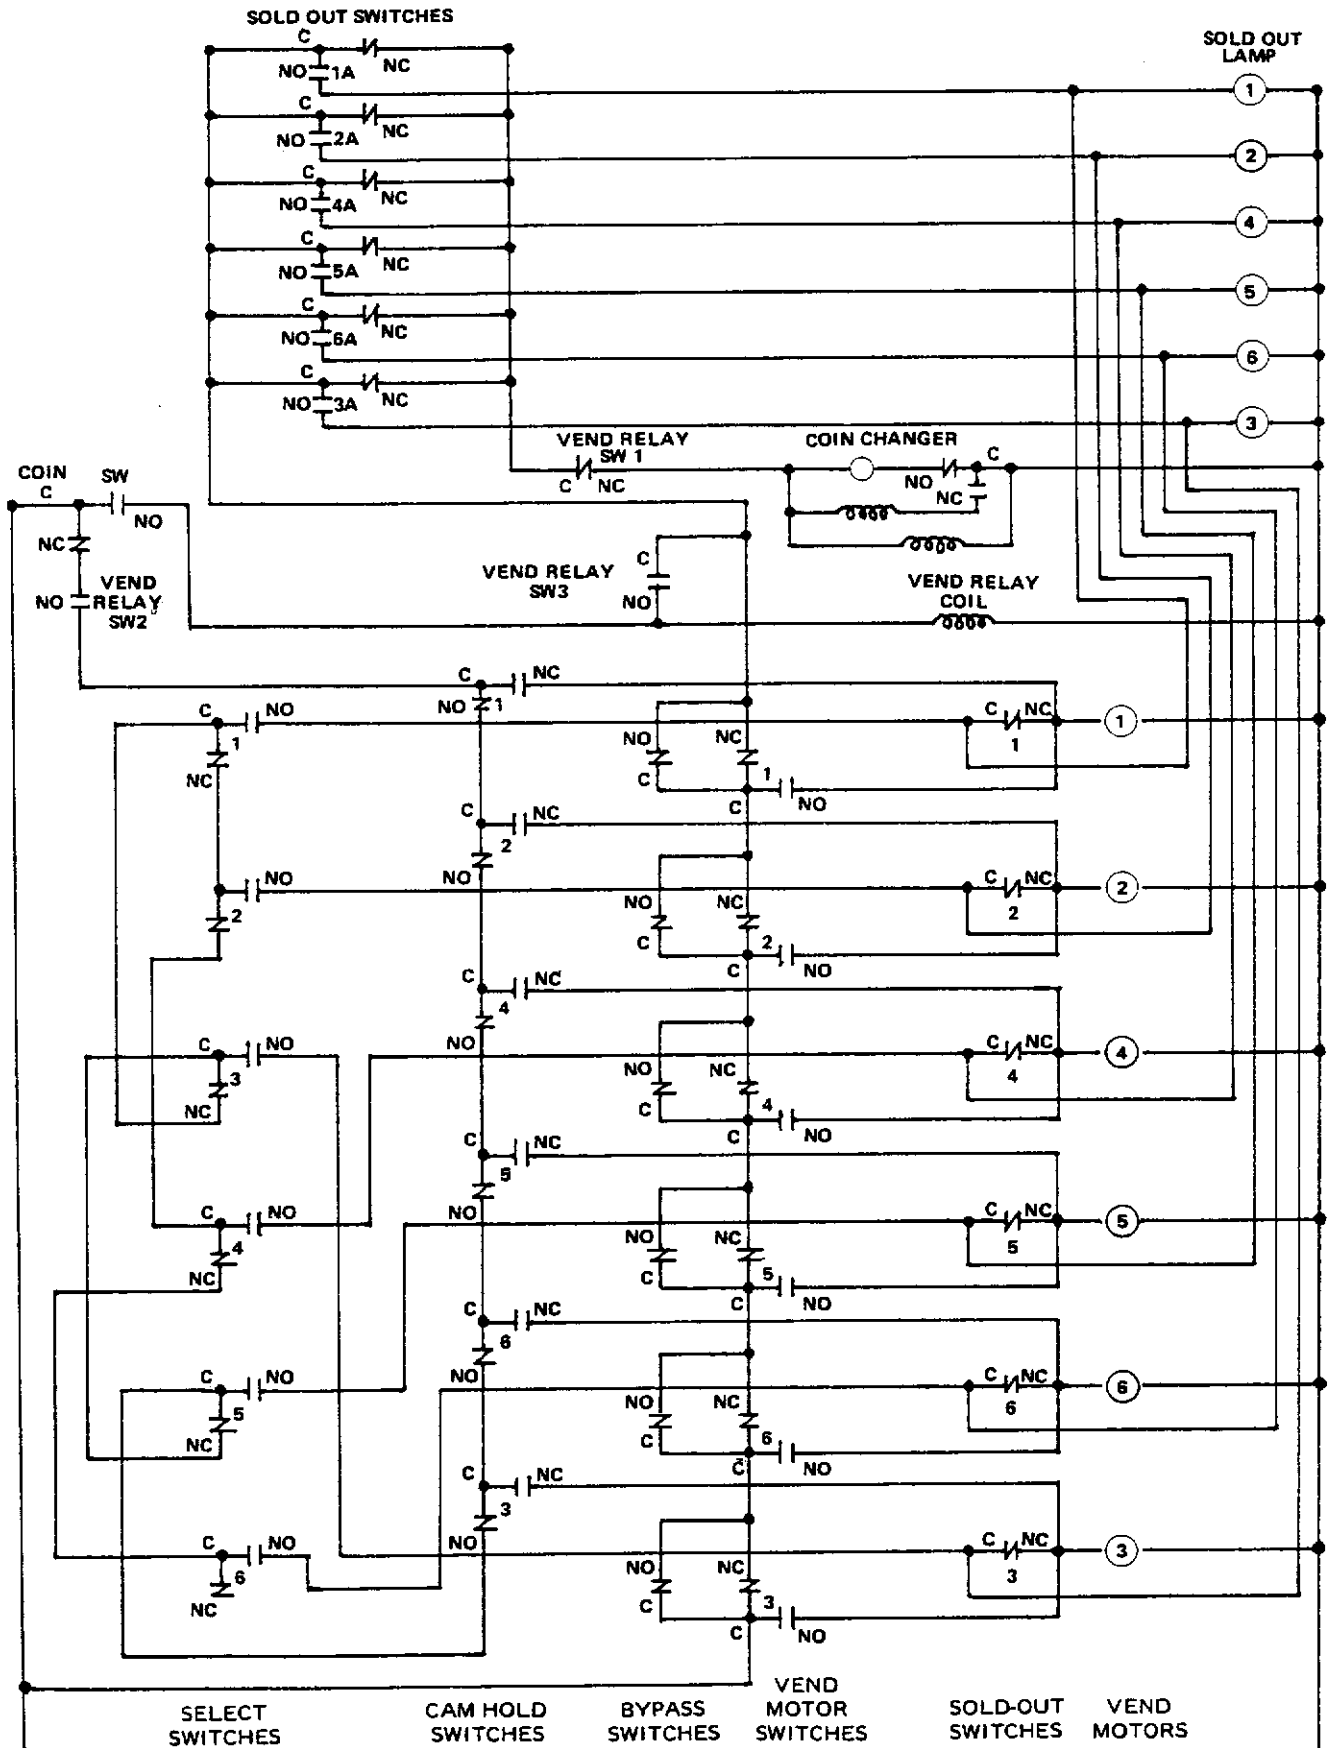 SOLD OUT SWITCHES
SOLD OUT
LAMP
C
NC
NO 1A
1
C
NC
NO 2A
2
C
NC
NO 4A
4
C
NC
NO 5A
5
C
NC
NO 6A
6
C
NC
NO 3A
3
VEND RELAY
SW 1
C NC
COIN CHANGER
C
NO
NC
COIN
C
SW
NO
NC
VEND
RELAY
SW2
NO
VEND RELAY
SW3
C
NO
VEND RELAY
COIL
C NC
NO 1
C NO
1
NC
NO NC
C
1
C NO
C NC
1
1
C NC
2
NO
NO
2
NO NC
C
2
C NO
C NC
2
2
C NC
4
NO
C NO
3
NC
NO NC
C
4
C NO
C NC
4
4
C NC
5
NO
C NO
4
NC
NO NC
C
5
C NO
C NC
5
5
C NC
6
NO
C NO
5
NC
NO NC
C
6
C NO
C NC
6
6
C NC
3
NO
C NO
6
NC
NO NC
C
3
C NO
C NC
3
3
SELECT
SWITCHES
CAM HOLD
SWITCHES
BYPASS
SWITCHES
VEND
MOTOR
SWITCHES
SOLD-OUT
SWITCHES
VEND
MOTORS